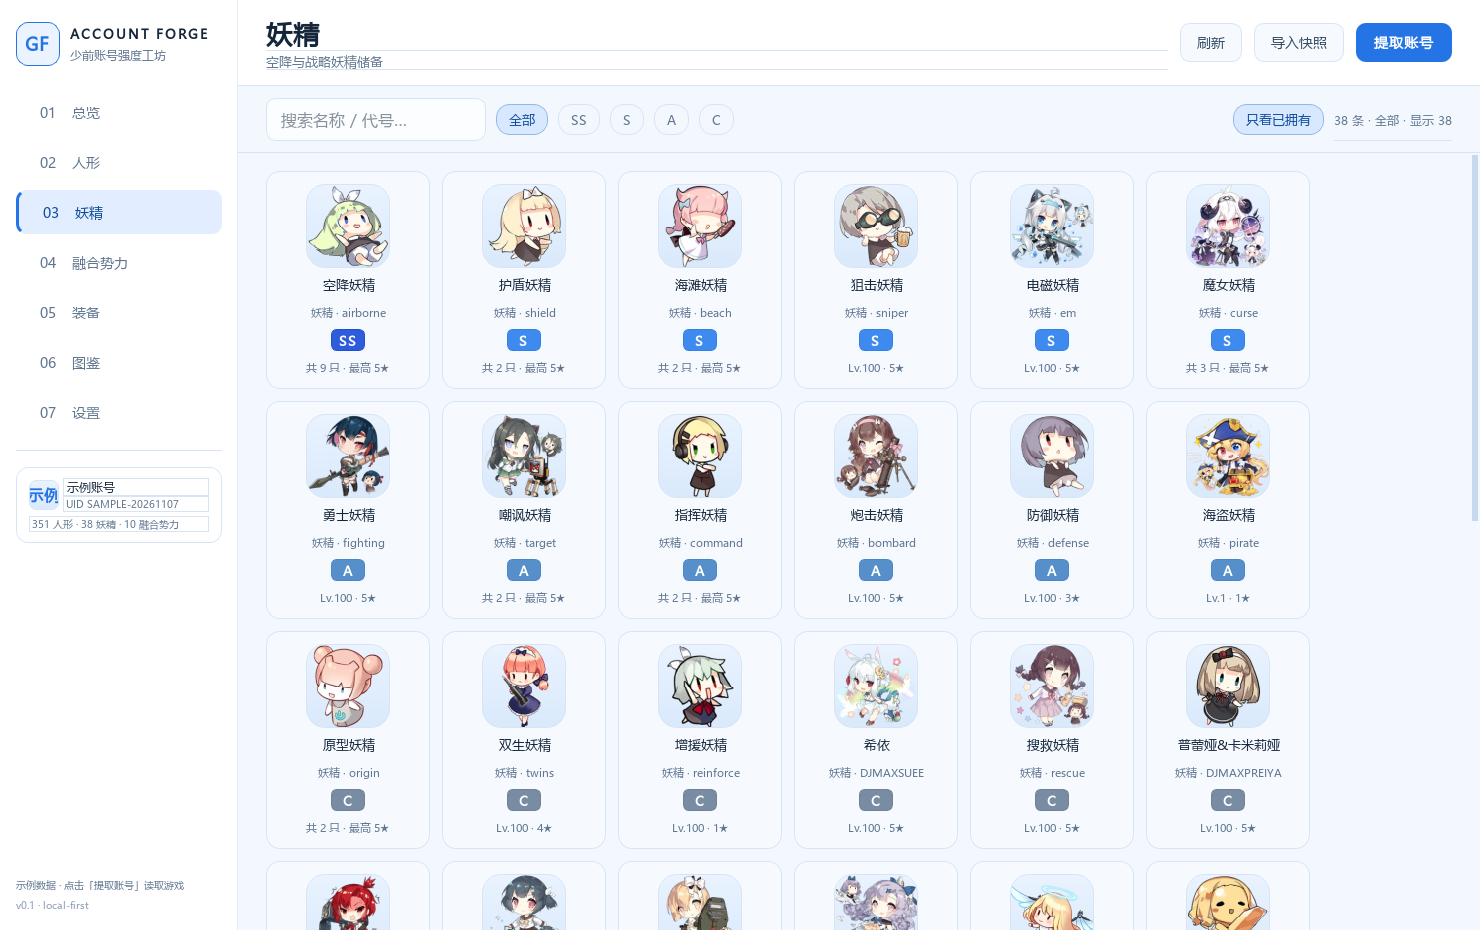 GF
ACCOUNT FORGE
少前账号强度工坊
01 总览
02 人形
03 妖精
04 融合势力
05 装备
06 图鉴
07 设置
示例
示例账号
UID SAMPLE-20261107
351 人形 · 38 妖精 · 10 融合势力
示例数据 · 点击「提取账号」读取游戏
v0.1 · local-first
妖精
空降与战略妖精储备
刷新
导入快照
提取账号
搜索名称 / 代号...
全部
SS
S
A
C
只看已拥有
38 条 · 全部 · 显示 38
空降妖精
妖精 · airborne
SS
共 9 只 · 最高 5★
护盾妖精
妖精 · shield
S
共 2 只 · 最高 5★
海滩妖精
妖精 · beach
S
共 2 只 · 最高 5★
狙击妖精
妖精 · sniper
S
Lv.100 · 5★
电磁妖精
妖精 · em
S
Lv.100 · 5★
魔女妖精
妖精 · curse
S
共 3 只 · 最高 5★
勇士妖精
妖精 · fighting
A
Lv.100 · 5★
嘲讽妖精
妖精 · target
A
共 2 只 · 最高 5★
指挥妖精
妖精 · command
A
共 2 只 · 最高 5★
炮击妖精
妖精 · bombard
A
Lv.100 · 5★
防御妖精
妖精 · defense
A
Lv.100 · 3★
海盗妖精
妖精 · pirate
A
Lv.1 · 1★
原型妖精
妖精 · origin
C
共 2 只 · 最高 5★
双生妖精
妖精 · twins
C
Lv.100 · 4★
增援妖精
妖精 · reinforce
C
Lv.100 · 1★
希依
妖精 · DJMAXSUEE
C
Lv.100 · 5★
搜救妖精
妖精 · rescue
C
Lv.100 · 5★
普蕾娅&卡米莉娅
妖精 · DJMAXPREIYA
C
Lv.100 · 5★